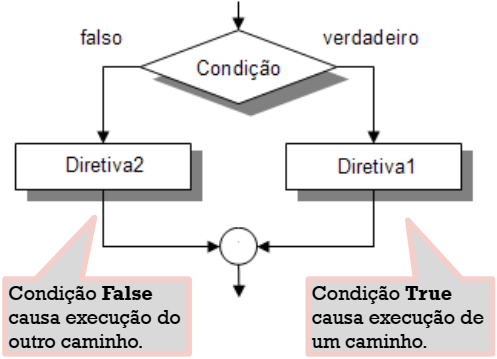 falso
verdadeiro
Condição
Diretiva2
Diretiva1
Condição False
causa execução do
outro caminho.
Condição True
causa execução de
um caminho.